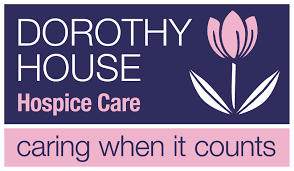 DOROTHY
HOUSE
Hospice Care
caring when it counts